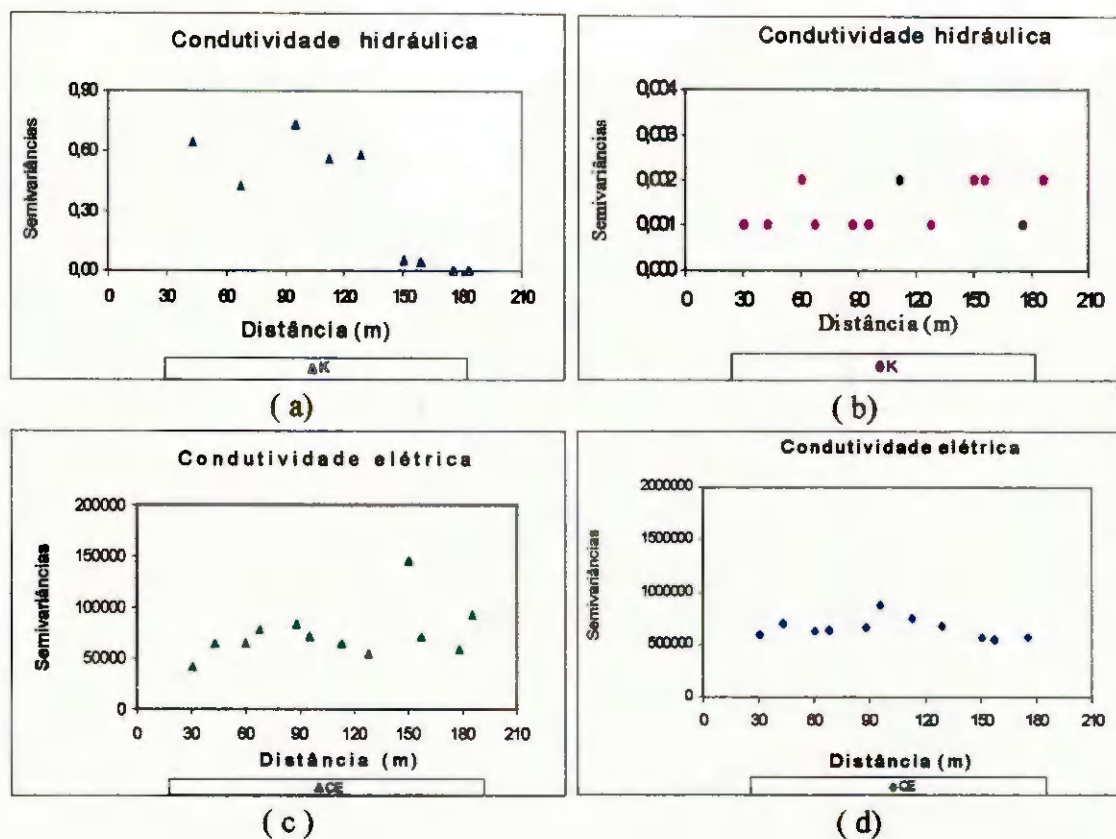 Condutividade hidráulica
Semivariâncias
0,90
0,60
0,30
0,00
0 30 60 90 120 150 180 210
Distância (m)
K
( a )
Condutividade hidráulica
Semivariâncias
0,004
0,003
0,002
0,001
0,000
0 30 60 90 120 150 180 210
Distância (m)
K
( b )
Condutividade elétrica
Semivariâncias
200000
150000
100000
50000
0
0 30 60 90 120 150 180 210
Distância (m)
CE
( c )
Condutividade elétrica
Semivariâncias
2000000
1500000
1000000
500000
0
0 30 60 90 120 150 180 210
Distância (m)
CE
( d )